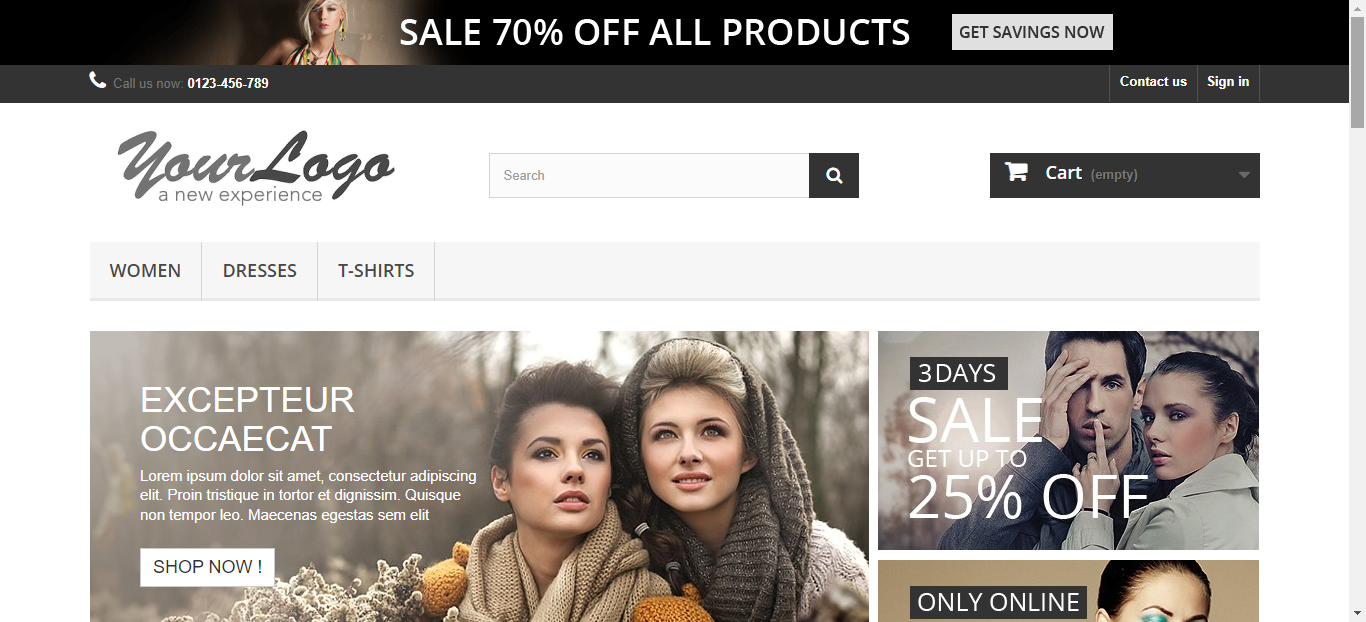 SALE 70% OFF ALL PRODUCTS
GET SAVINGS NOW
Call us now: 0123-456-789
Contact us
Sign in
YourLogo
a new experience
Search
Cart (empty)
WOMEN
DRESSES
T-SHIRTS
EXCEPTEUR
OCCAECAT
Lorem ipsum dolor sit amet, consectetur adipiscing
elit. Proin tristique in tortor et dignissim. Quisque
non tempor leo. Maecenas egestas sem elit
SHOP NOW !
3 DAYS
SALE
GET UP TO
25% OFF
ONLY ONLINE